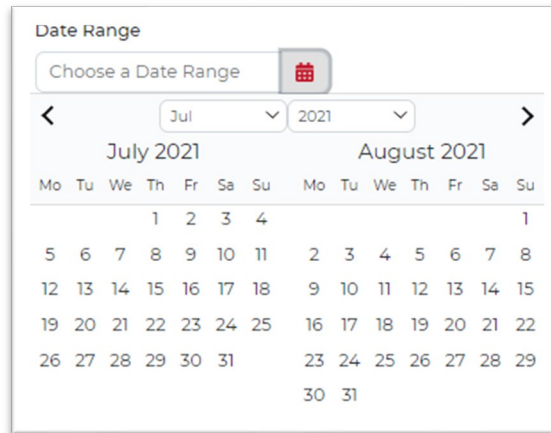 Date Range
Choose a Date Range
Jul 2021
July 2021 August 2021
Mo Tu We Th Fr Sa Su Mo Tu We Th Fr Sa Su
1 2 3 4 1
5 6 7 8 9 10 11 2 3 4 5 6 7 8
12 13 14 15 16 17 18 9 10 11 12 13 14 15
19 20 21 22 23 24 25 16 17 18 19 20 21 22
26 27 28 29 30 31 23 24 25 26 27 28 29
30 31